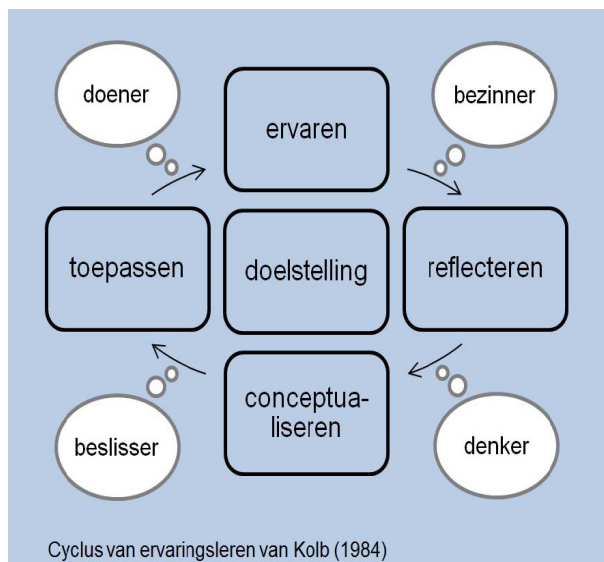 doener
bezinner
ervaren
toepassen
doelstelling
reflecteren
conceptua-
liseren
beslisser
denker
Cyclus van ervaringsleren van Kolb (1984)